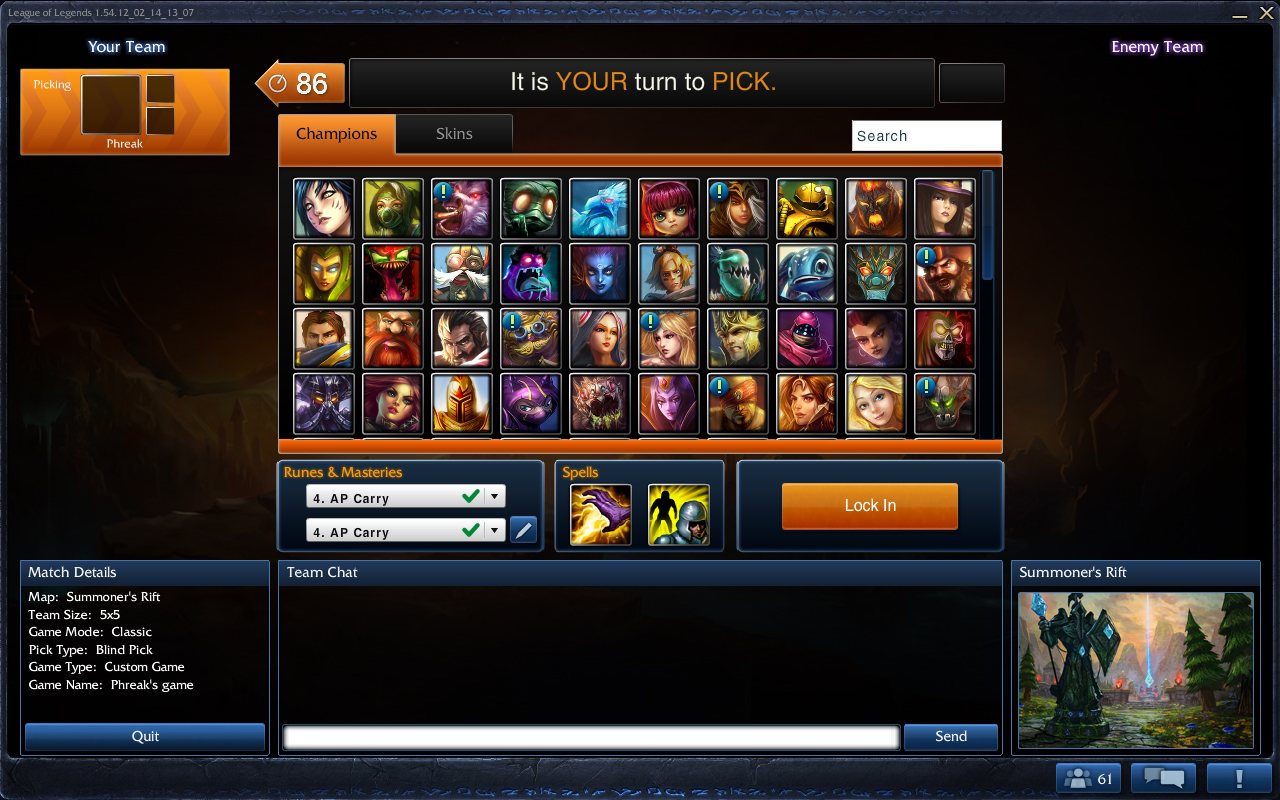 League of Legends 1.54.12_02_14_13_07
Your Team
Enemy Team
Picking
Phreak
86
It is YOUR turn to PICK.
Champions
Skins
Search
Runes & Masteries
4. AP Carry
4. AP Carry
Spells
Lock In
Match Details
Map: Summoner's Rift
Team Size: 5x5
Game Mode: Classic
Pick Type: Blind Pick
Game Type: Custom Game
Game Name: Phreak's game
Quit
Team Chat
Send
Summoner's Rift
61